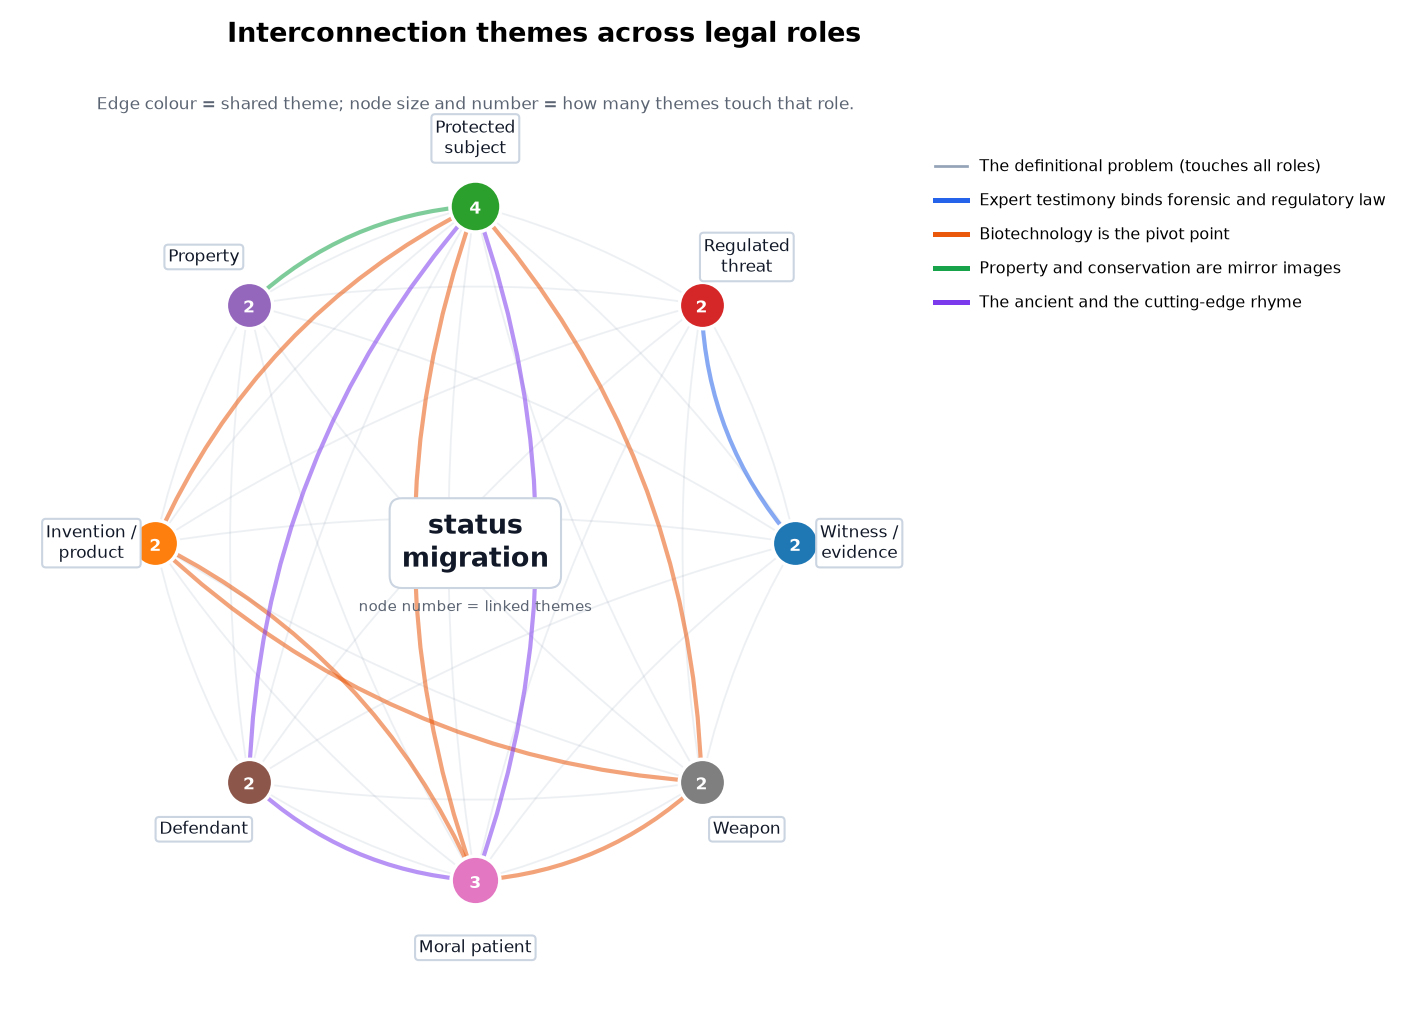 Interconnection themes across legal roles
Edge colour = shared theme; node size and number = how many themes touch that role.
Protected
subject
4
Property
2
Regulated
threat
2
Invention /
product
2
status
migration
node number = linked themes
2
Witness /
evidence
2
Defendant
2
Weapon
3
Moral patient
The definitional problem (touches all roles)
Expert testimony binds forensic and regulatory law
Biotechnology is the pivot point
Property and conservation are mirror images
The ancient and the cutting-edge rhyme